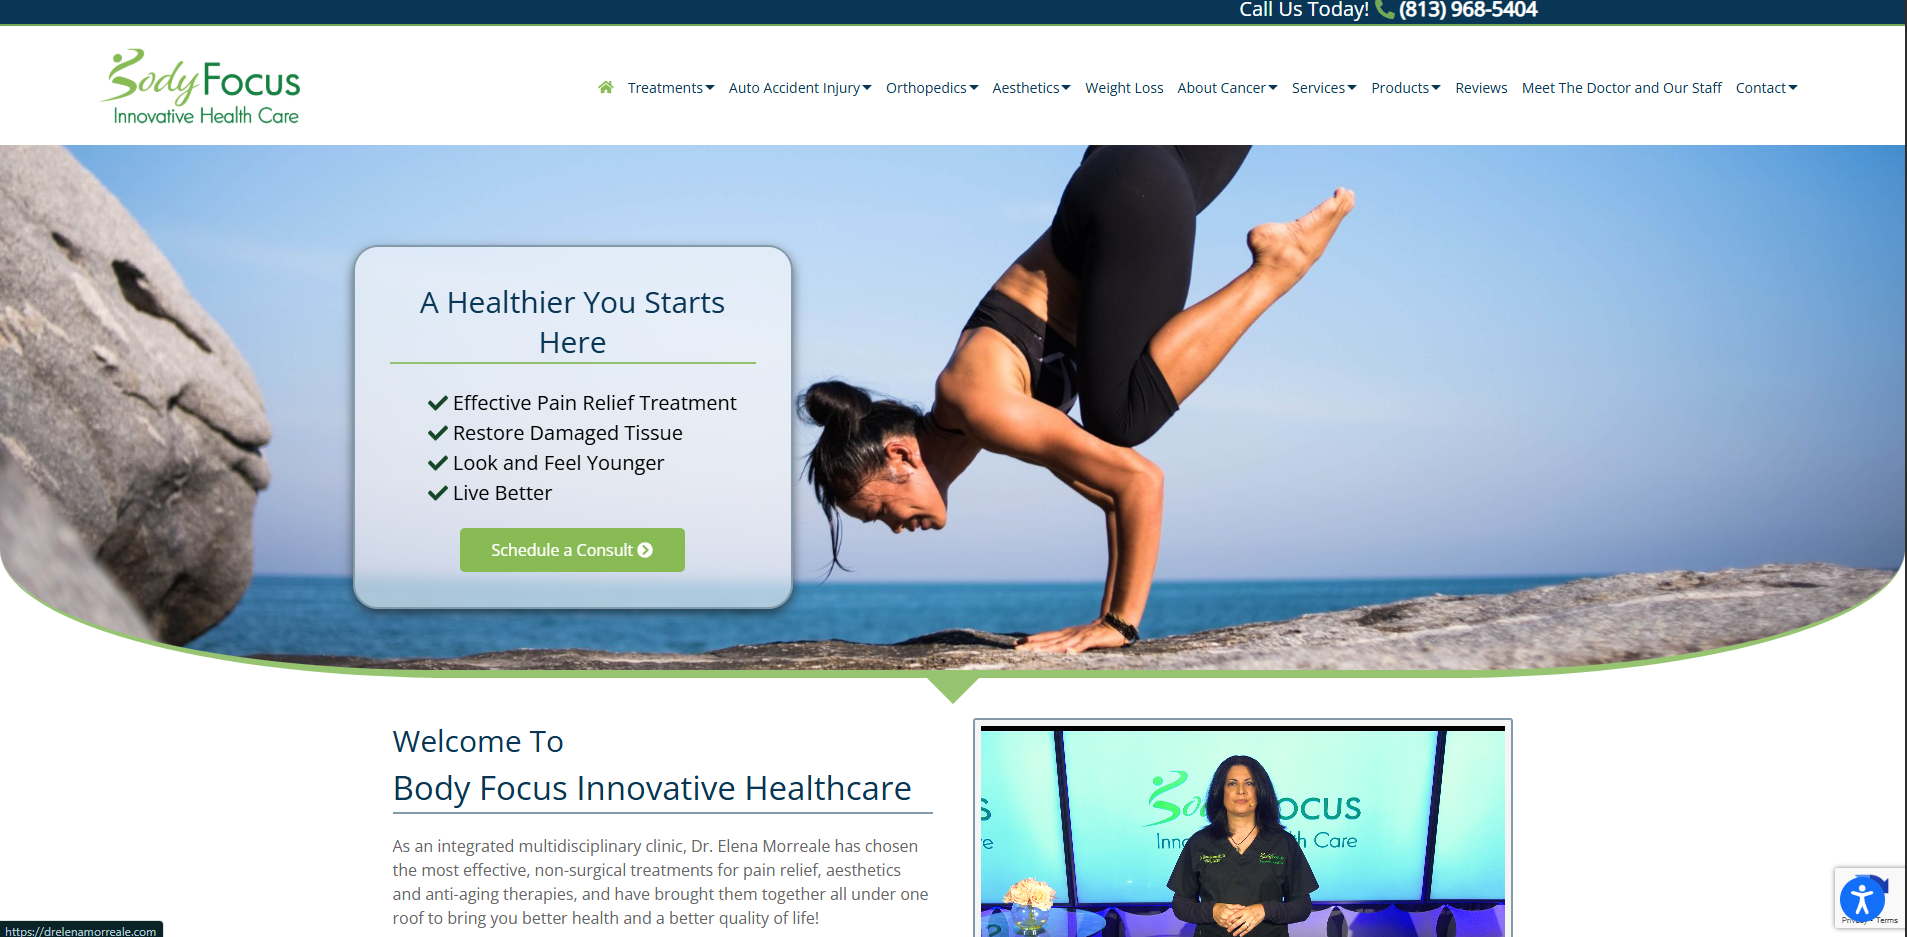 Call Us Today! (813) 968-5404
Body Focus
Innovative Health Care
Treatments Auto Accident Injury Orthopedics Aesthetics Weight Loss About Cancer Services Products Reviews Meet The Doctor and Our Staff Contact
A Healthier You Starts
Here
Effective Pain Relief Treatment
Restore Damaged Tissue
Look and Feel Younger
Live Better
Schedule a Consult
Welcome To
Body Focus Innovative Healthcare
As an integrated multidisciplinary clinic, Dr. Elena Morreale has chosen
the most effective, non-surgical treatments for pain relief, aesthetics
and anti-aging therapies, and have brought them together all under one
roof to bring you better health and a better quality of life!
ocus
Inno
h Care
Terms
https://drelenamorreale.com